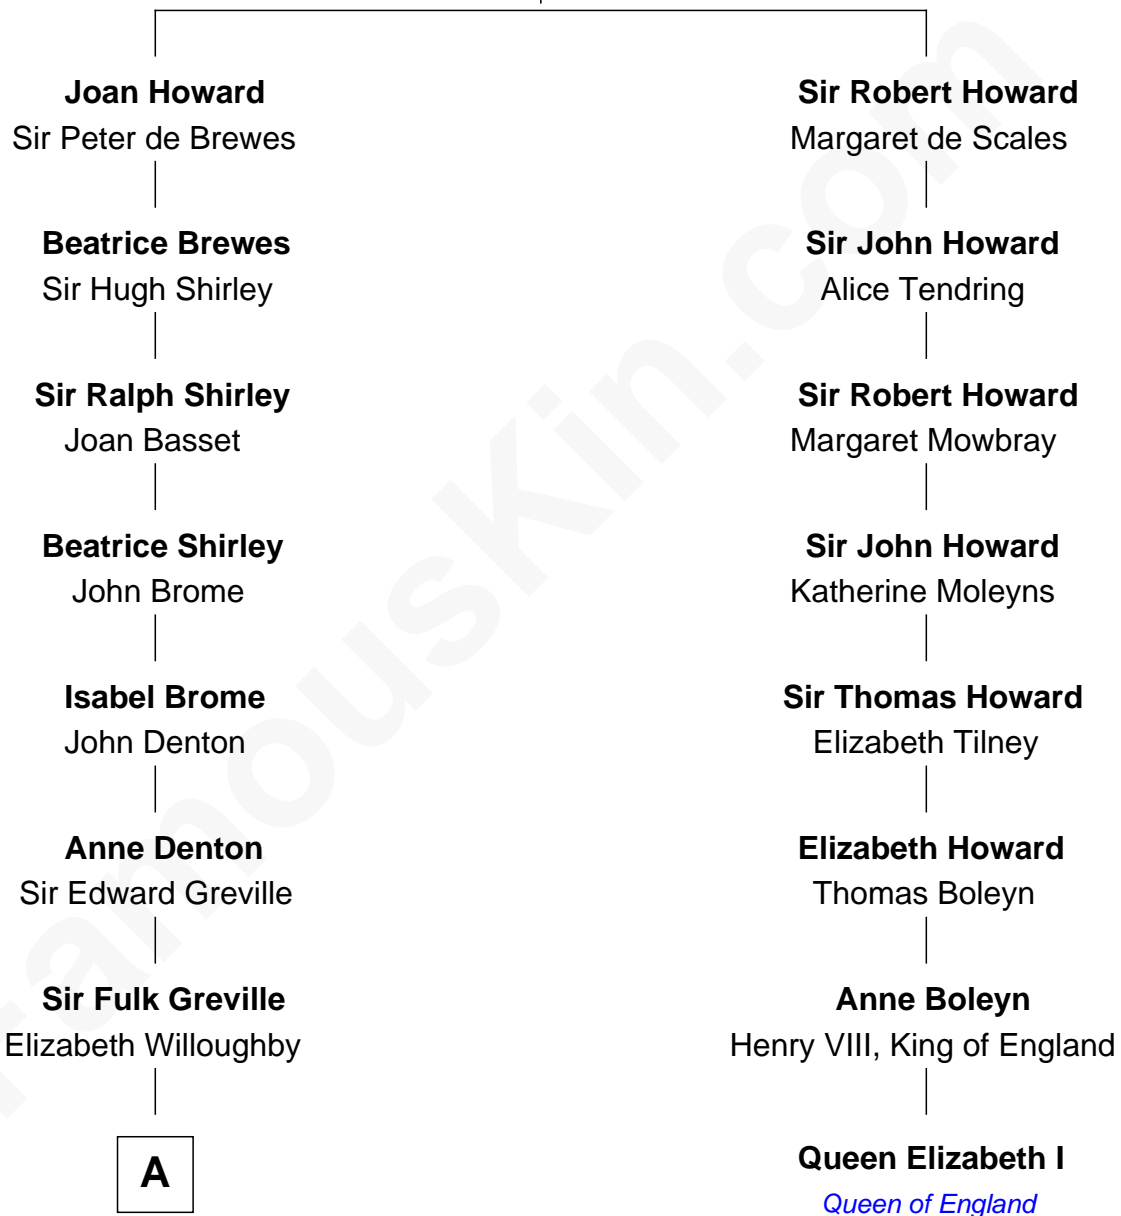 Joan Howard
Sir Peter de Brewes
Beatrice Brewes
Sir Hugh Shirley
Sir Ralph Shirley
Joan Basset
Beatrice Shirley
John Brome
Isabel Brome
John Denton
Anne Denton
Sir Edward Greville
Sir Fulk Greville
Elizabeth Willoughby
A
Sir Robert Howard
Margaret de Scales
Sir John Howard
Alice Tendring
Sir Robert Howard
Margaret Mowbray
Sir John Howard
Katherine Moleyns
Sir Thomas Howard
Elizabeth Tilney
Elizabeth Howard
Thomas Boleyn
Anne Boleyn
Henry VIII, King of England
Queen Elizabeth I
Queen of England
FamousKin.com